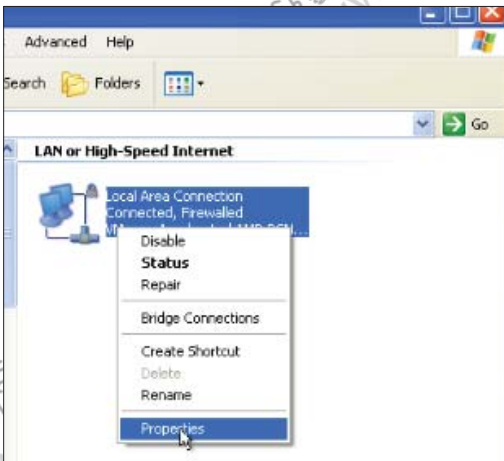 Advanced Help
Search Folders
Go
LAN or High-Speed Internet
Local Area Connection
Connected, Firewalled
Disable
Status
Repair
Bridge Connections
Create Shortcut
Delete
Rename
Properties